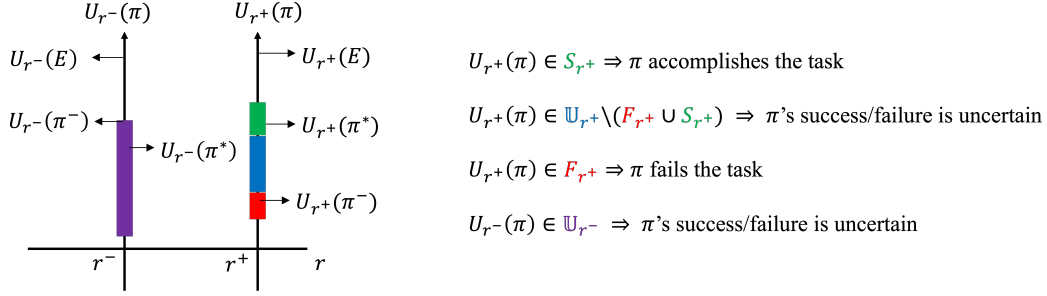 U_{r^-}(π) U_{r^+}(π)
U_{r^-}(E) U_{r^+}(E)
U_{r^-}(π^-) U_{r^+}(π^*)
U_{r^-}(π^*)
U_{r^+}(π^-)
r^- r^+ r
U_{r^+}(π) ∈ S_{r^+} ⇒ π accomplishes the task
U_{r^+}(π) ∈ 𝕌_{r^+}\(F_{r^+} ∪ S_{r^+}) ⇒ π's success/failure is uncertain
U_{r^+}(π) ∈ F_{r^+} ⇒ π fails the task
U_{r^-}(π) ∈ 𝕌_{r^-} ⇒ π's success/failure is uncertain